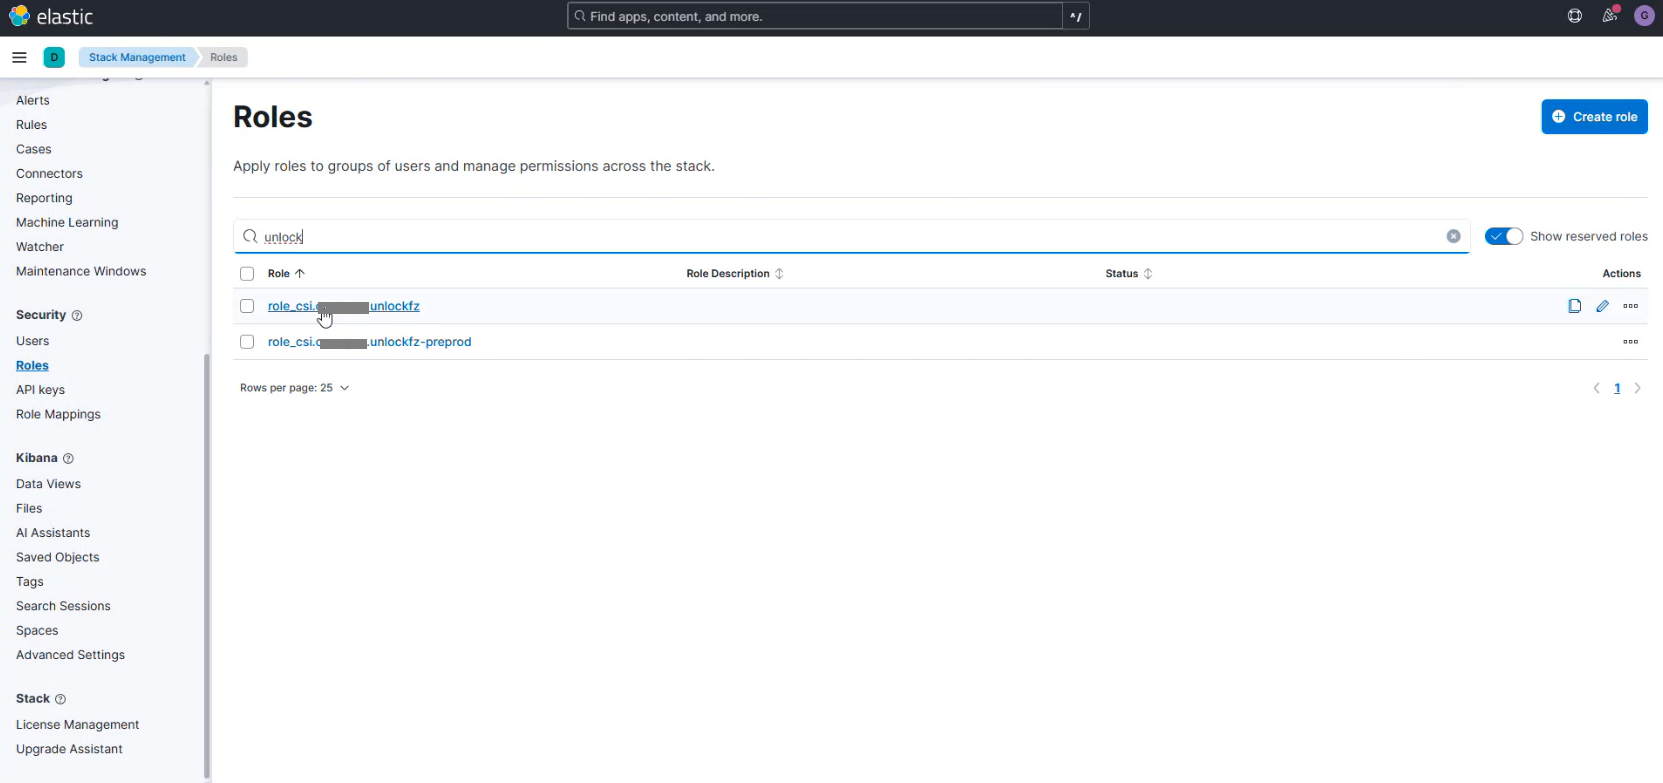 elastic
Find apps, content, and more.
^/
G
D
Stack Management
Roles
Alerts
Rules
Cases
Connectors
Reporting
Machine Learning
Watcher
Maintenance Windows
Security
Users
Roles
API keys
Role Mappings
Kibana
Data Views
Files
AI Assistants
Saved Objects
Tags
Search Sessions
Spaces
Advanced Settings
Stack
License Management
Upgrade Assistant
Roles
Create role
Apply roles to groups of users and manage permissions across the stack.
unlock
Show reserved roles
Role Role Description Status Actions
role_csi. unlockfz
role_csi. .unlockfz-preprod
Rows per page: 25
1